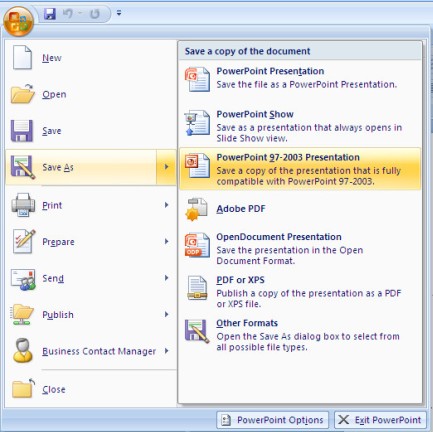 New
Open
Save
Save As
Print
Prepare
Send
Publish
Business Contact Manager
Close
Save a copy of the document
PowerPoint Presentation
Save the file as a PowerPoint Presentation.
PowerPoint Show
Save as a presentation that always opens in
Slide Show view.
PowerPoint 97-2003 Presentation
Save a copy of the presentation that is fully
compatible with PowerPoint 97-2003.
Adobe PDF
OpenDocument Presentation
Save the presentation in the Open
Document Format.
PDF or XPS
Publish a copy of the presentation as a PDF
or XPS file.
Other Formats
Open the Save As dialog box to select from
all possible file types.
PowerPoint Options
Exit PowerPoint